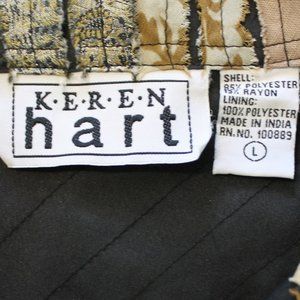 K·E·R·E·N
hart
SHELL:
85% POLYESTER
15% RAYON
LINING:
100% POLYESTER
MADE IN INDIA
RN.NO. 100889
L